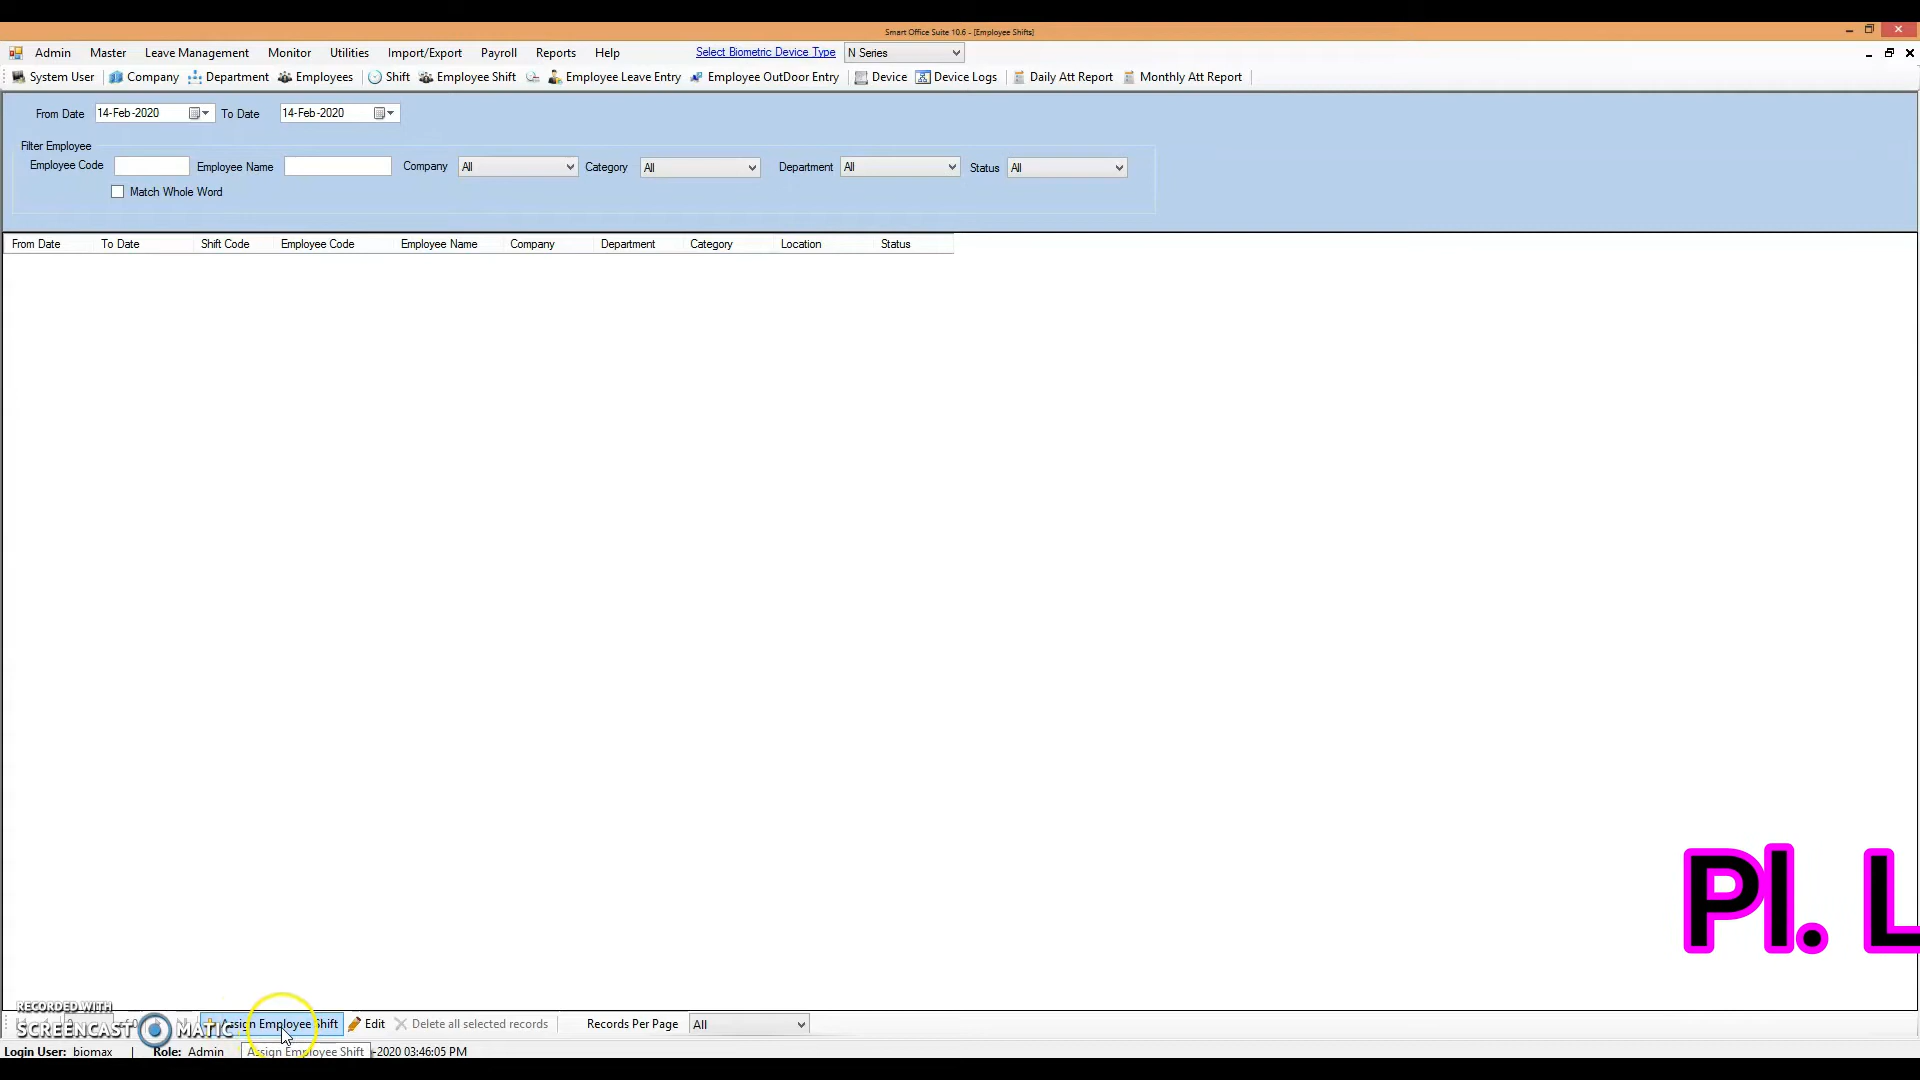 Smart Office Suite 10.6 - [Employee Shifts]
Admin Master Leave Management Monitor Utilities Import/Export Payroll Reports Help Select Biometric Device Type N Series
System User Company Department Employees Shift Employee Shift Employee Leave Entry Employee OutDoor Entry Device Device Logs Daily Att Report Monthly Att Report
From Date 14-Feb-2020 To Date 14-Feb-2020
Filter Employee
Employee Code Employee Name Company All Category All Department All Status All
Match Whole Word
From Date To Date Shift Code Employee Code Employee Name Company Department Category Location Status
Pl. L
RECORDED WITH
SCREENCAST MATIC
Assign Employee Shift Edit Delete all selected records Records Per Page All
Login User: biomax | Role: Admin Assign Employee Shift -2020 03:46:05 PM